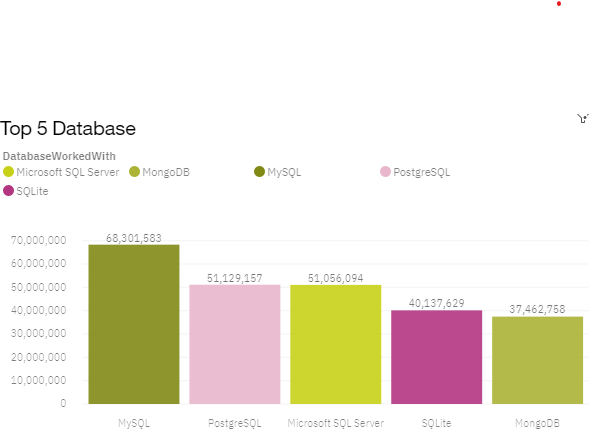 Top 5 Database
DatabaseWorkedWith
Microsoft SQL Server MongoDB MySQL PostgreSQL
SQLite
70,000,000
60,000,000
50,000,000
40,000,000
30,000,000
20,000,000
10,000,000
0
68,301,583
51,129,157
51,056,094
40,137,629
37,462,758
MySQL PostgreSQL Microsoft SQL Server SQLite MongoDB